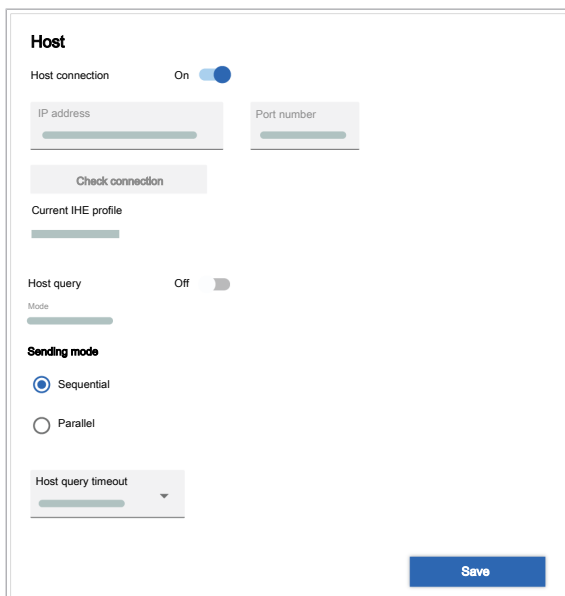 Host
Host connection On
IP address Port number
Check connection
Current IHE profile
Host query Off
Mode
Sending mode
Sequential
Parallel
Host query timeout
Save